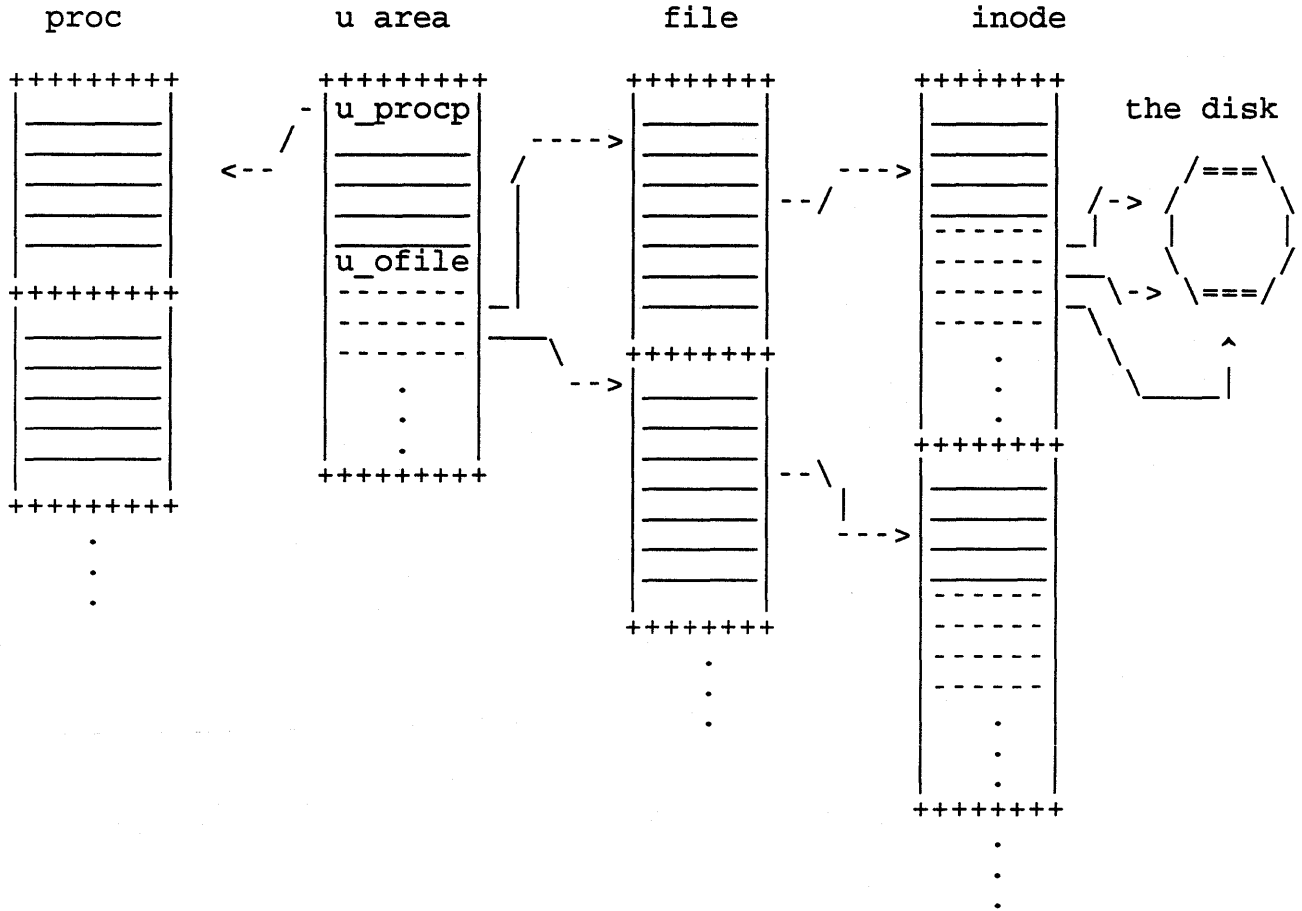 proc u area file inode
u_procp
the disk
u_ofile